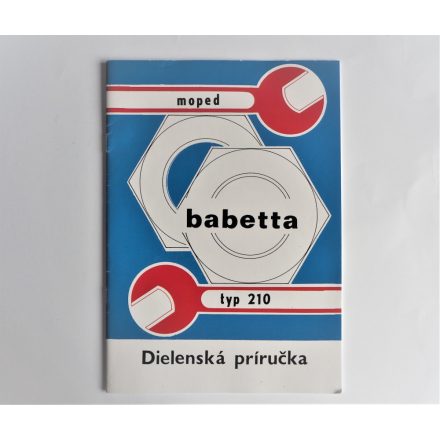 moped
babetta
typ 210
Dielenská príručka